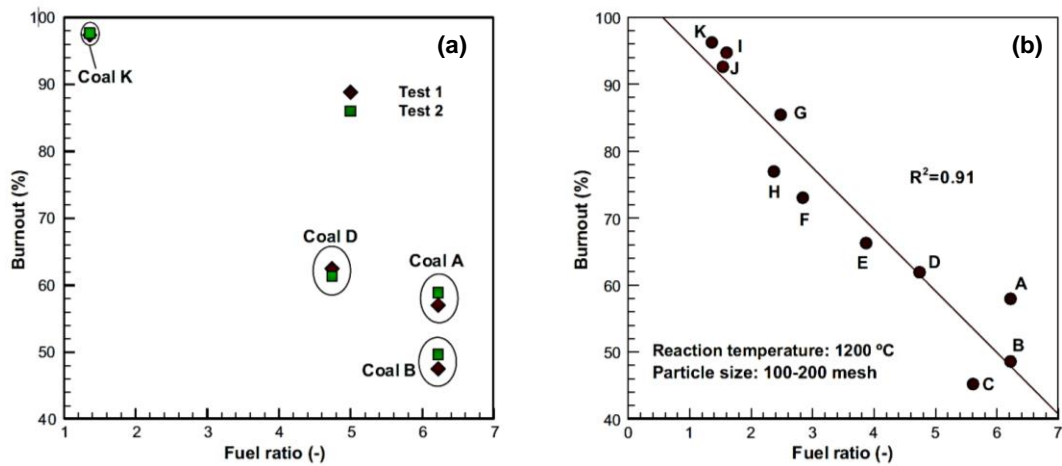 (a)
100
90
80
70
60
50
40
Burnout (%)
Coal K
Test 1
Test 2
Coal D
Coal A
Coal B
1 2 3 4 5 6 7
Fuel ratio (-)
(b)
100
90
80
70
60
50
40
Burnout (%)
K
I
J
G
H
F
R²=0.91
E
D
A
B
C
Reaction temperature: 1200 ºC
Particle size: 100-200 mesh
0 1 2 3 4 5 6 7
Fuel ratio (-)